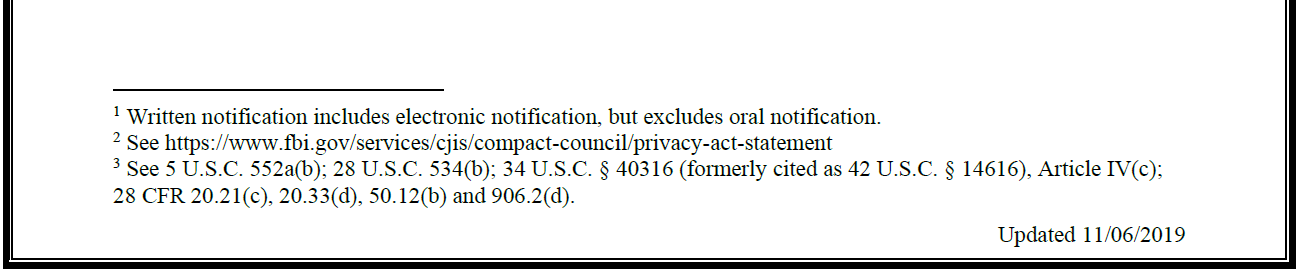 ¹ Written notification includes electronic notification, but excludes oral notification.
² See https://www.fbi.gov/services/cjis/compact-council/privacy-act-statement
³ See 5 U.S.C. 552a(b); 28 U.S.C. 534(b); 34 U.S.C. § 40316 (formerly cited as 42 U.S.C. § 14616), Article IV(c);
28 CFR 20.21(c), 20.33(d), 50.12(b) and 906.2(d).
Updated 11/06/2019